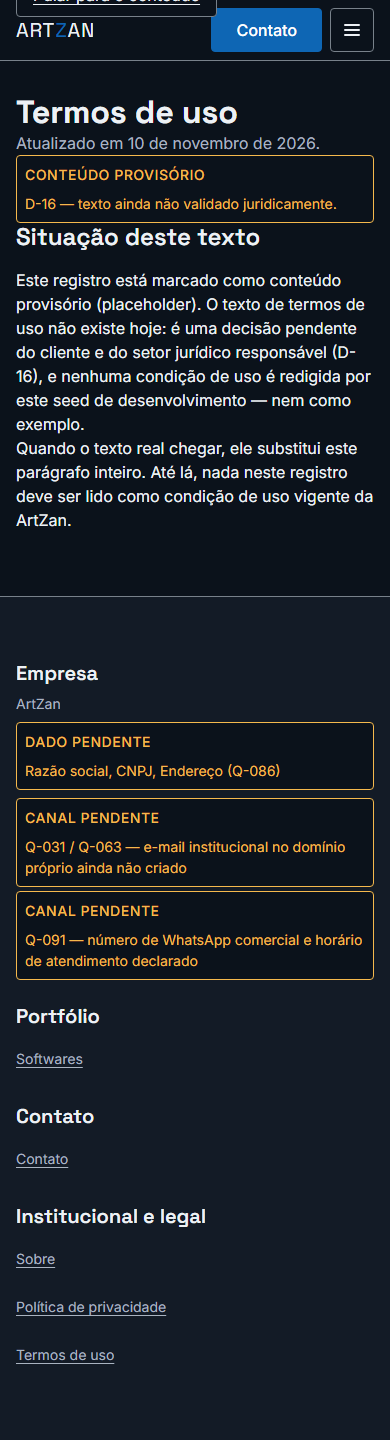 Pular para o conteúdo
ARTZAN
Contato
Termos de uso
Atualizado em 10 de novembro de 2026.
CONTEÚDO PROVISÓRIO
D-16 — texto ainda não validado juridicamente.
Situação deste texto
Este registro está marcado como conteúdo
provisório (placeholder). O texto de termos de
uso não existe hoje: é uma decisão pendente
do cliente e do setor jurídico responsável (D-
16), e nenhuma condição de uso é redigida por
este seed de desenvolvimento — nem como
exemplo.
Quando o texto real chegar, ele substitui este
parágrafo inteiro. Até lá, nada neste registro
deve ser lido como condição de uso vigente da
ArtZan.
Empresa
ArtZan
DADO PENDENTE
Razão social, CNPJ, Endereço (Q-086)
CANAL PENDENTE
Q-031 / Q-063 — e-mail institucional no domínio
próprio ainda não criado
CANAL PENDENTE
Q-091 — número de WhatsApp comercial e horário
de atendimento declarado
Portfólio
Softwares
Contato
Contato
Institucional e legal
Sobre
Política de privacidade
Termos de uso